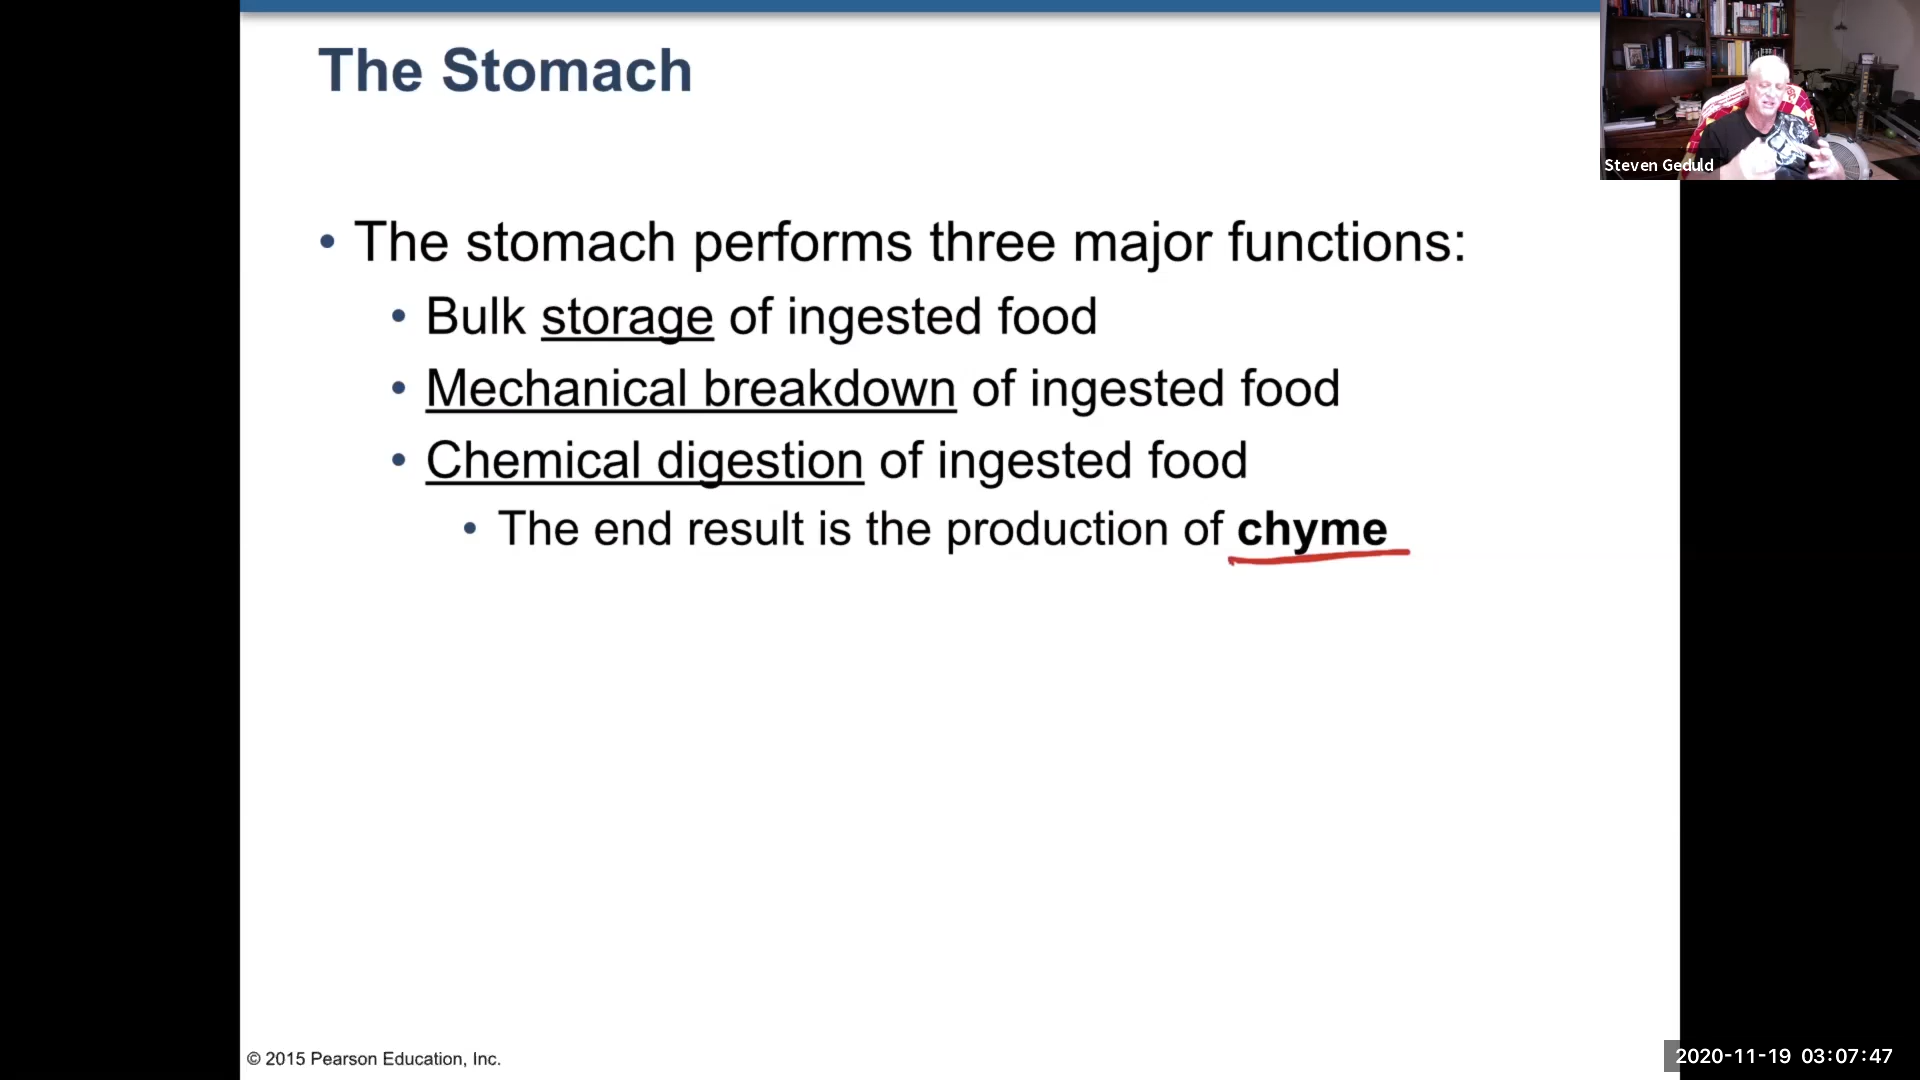 The Stomach
Steven Geduld
• The stomach performs three major functions:
• Bulk storage of ingested food
• Mechanical breakdown of ingested food
• Chemical digestion of ingested food
• The end result is the production of chyme
© 2015 Pearson Education, Inc.
2020-11-19 03:07:47